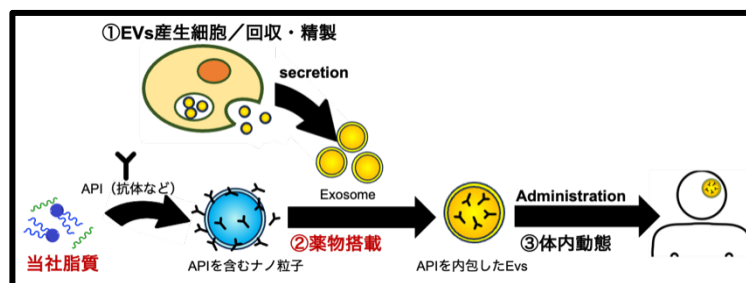 ①EVs産生細胞／回収・精製
secretion
API（抗体など）
Exosome
Administration
②薬物搭載
③体内動態
当社脂質
APIを含むナノ粒子
APIを内包したEvs